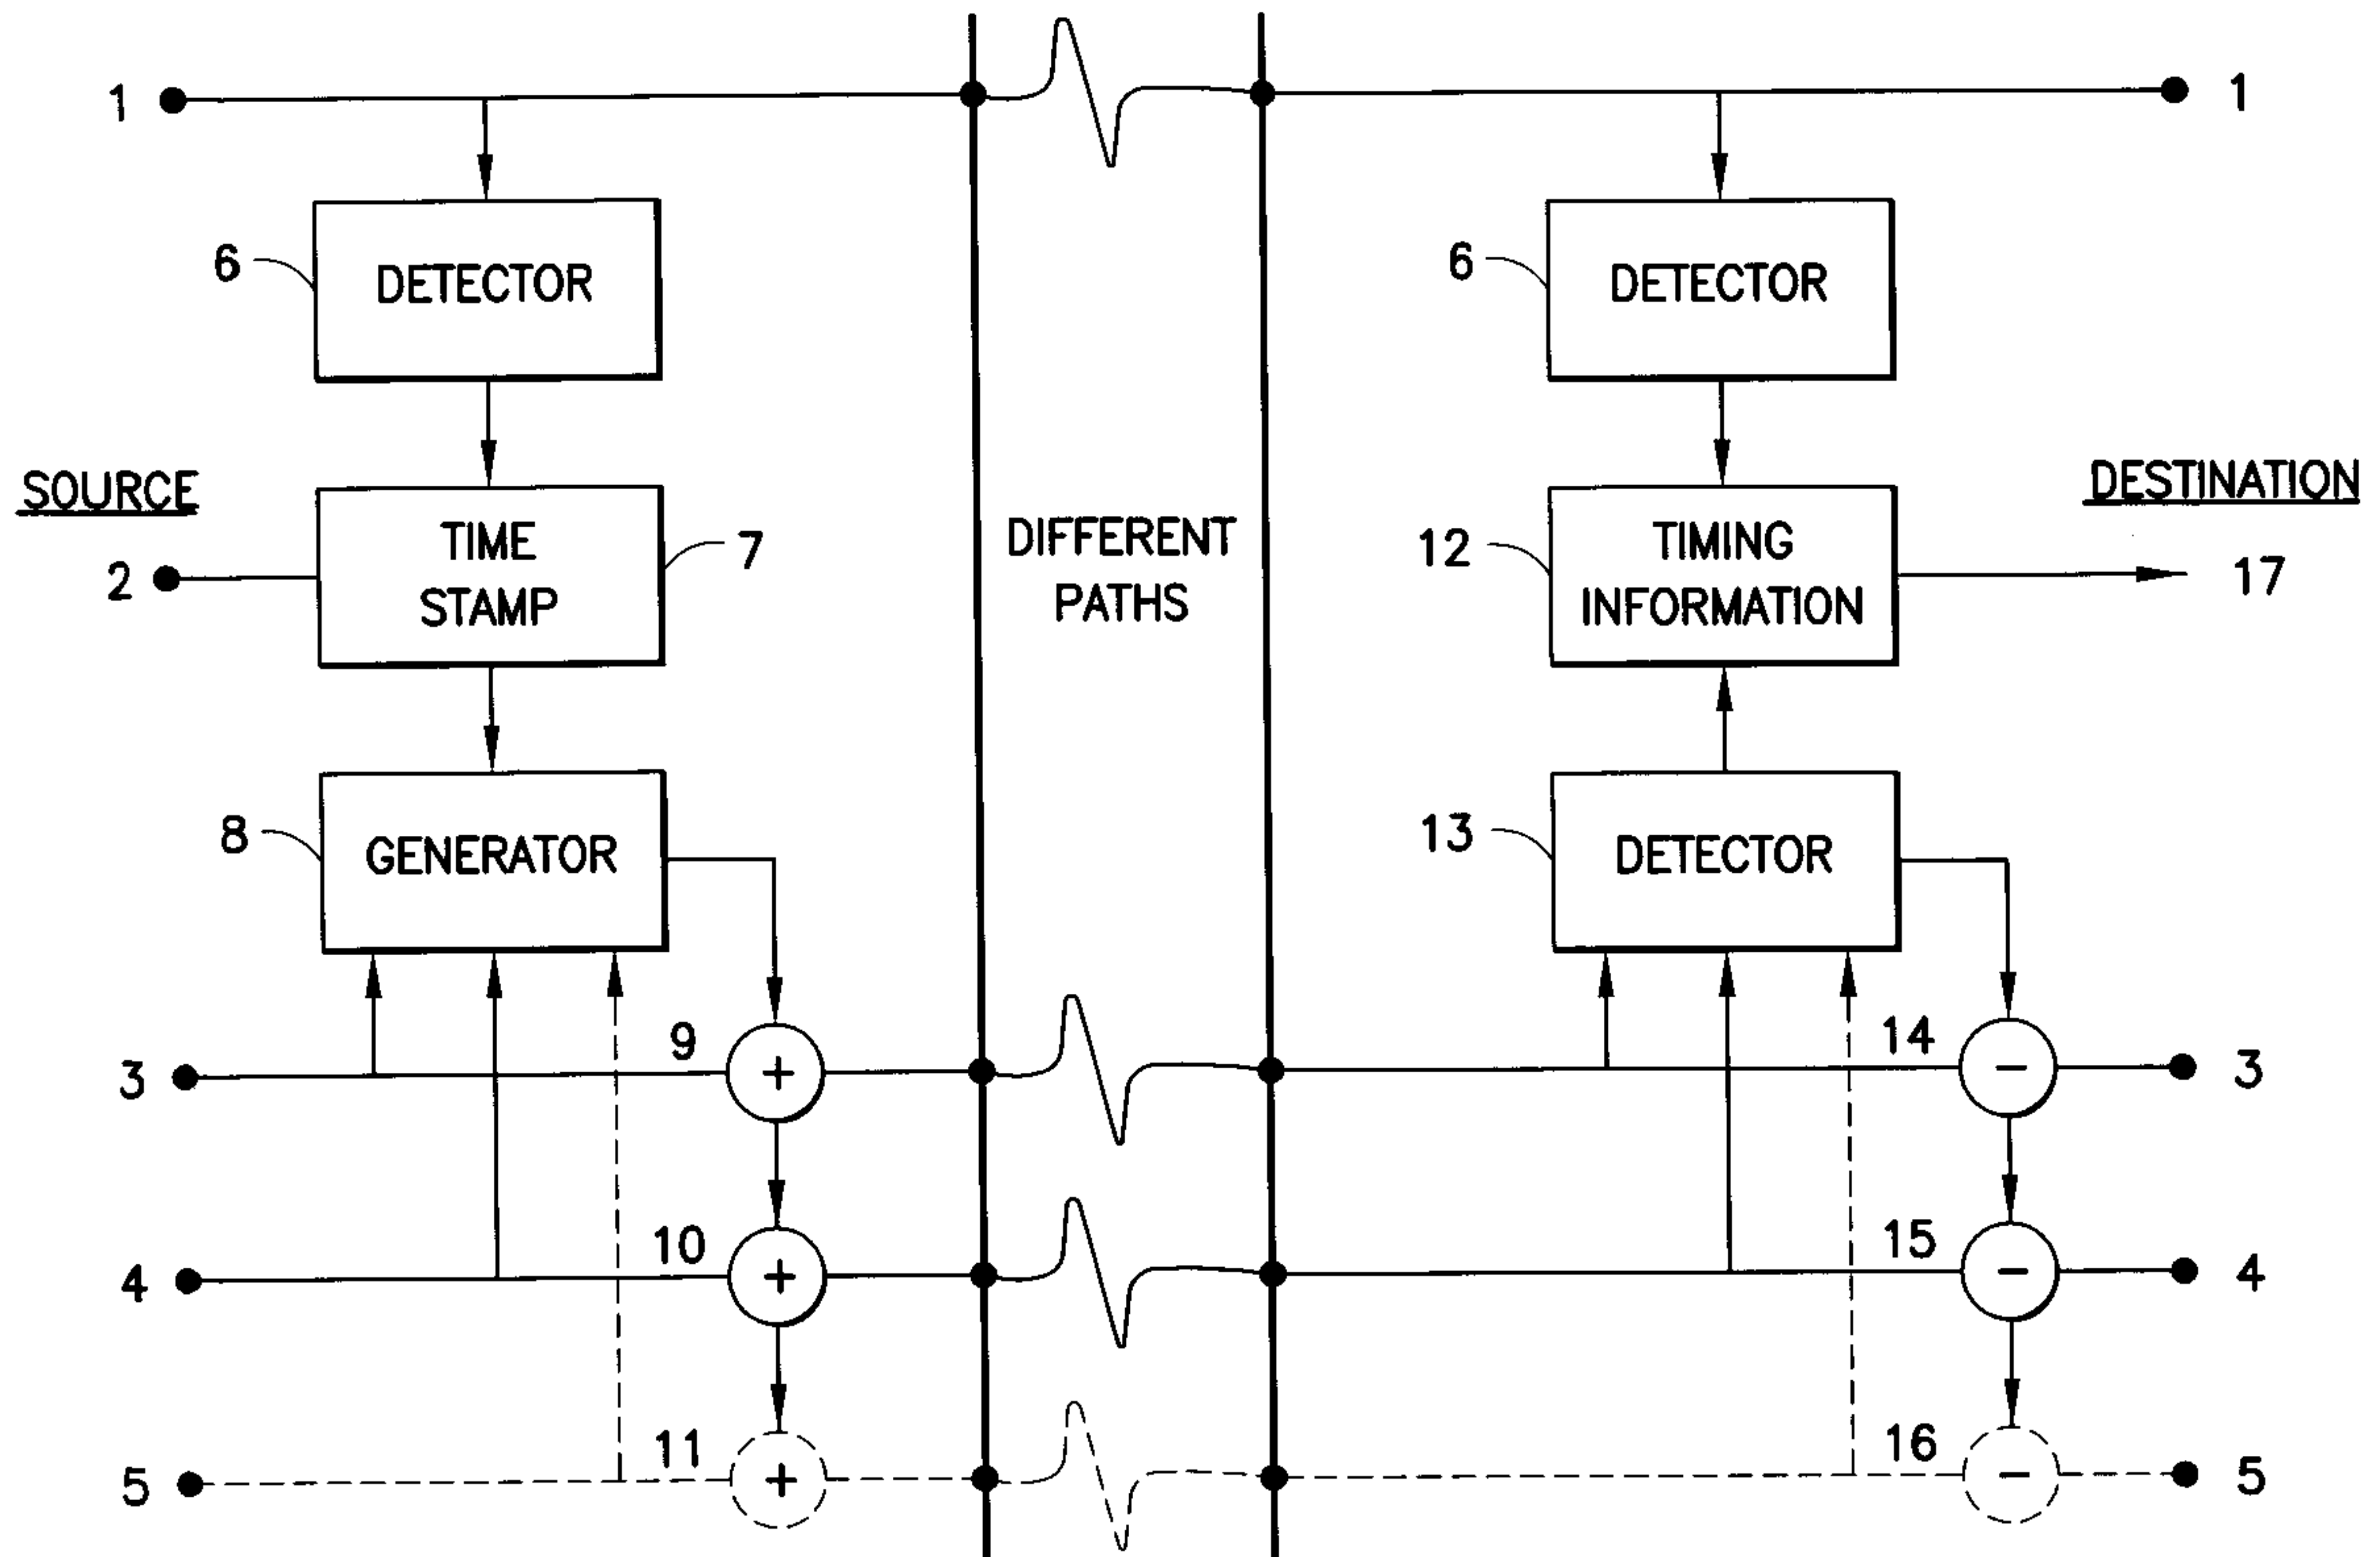 1
1
6
DETECTOR
6
DETECTOR
SOURCE
DESTINATION
2
TIME
STAMP
7
DIFFERENT
PATHS
12
TIMING
INFORMATION
17
8
GENERATOR
13
DETECTOR
9
+
14
−
3
3
10
+
15
−
4
4
11
+
16
−
5
5